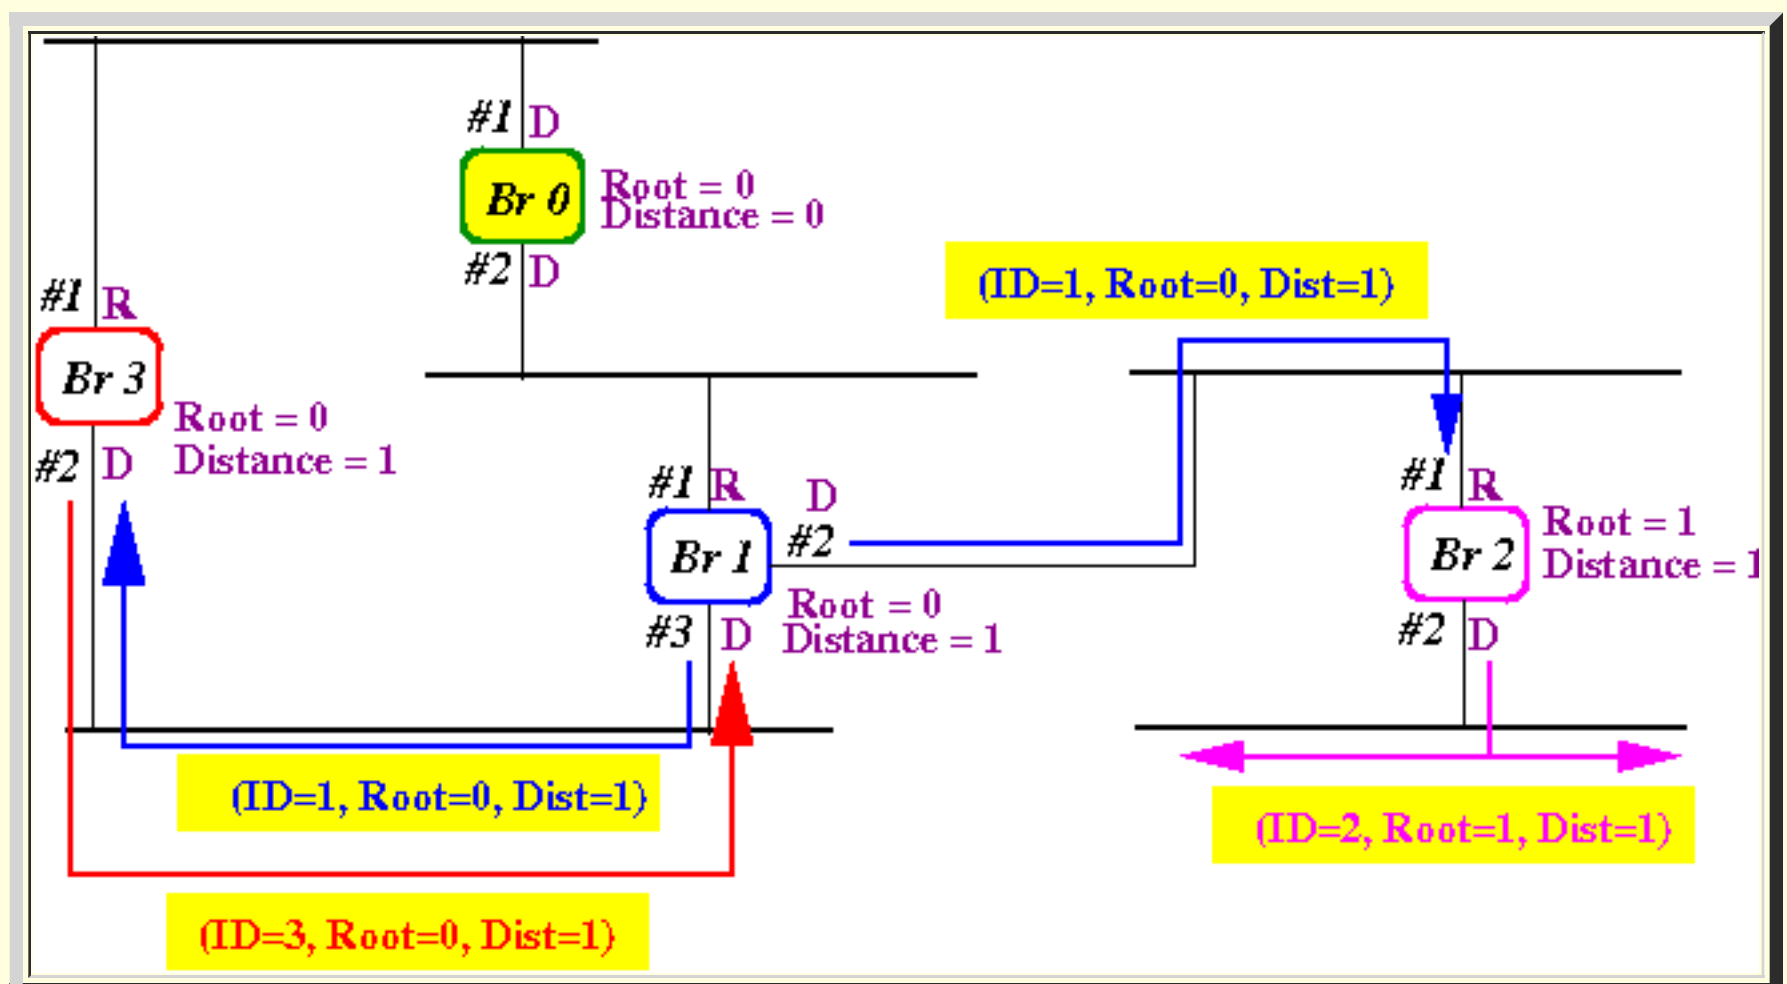 #1 D
Br 0
Root = 0
Distance = 0
#2 D
(ID=1, Root=0, Dist=1)
#1 R
Br 3
Root = 0
Distance = 1
#2 D
#1 R
D
#2
Br 1
Root = 0
Distance = 1
#3 D
#1 R
Br 2
Root = 1
Distance = 1
#2 D
(ID=1, Root=0, Dist=1)
(ID=2, Root=1, Dist=1)
(ID=3, Root=0, Dist=1)